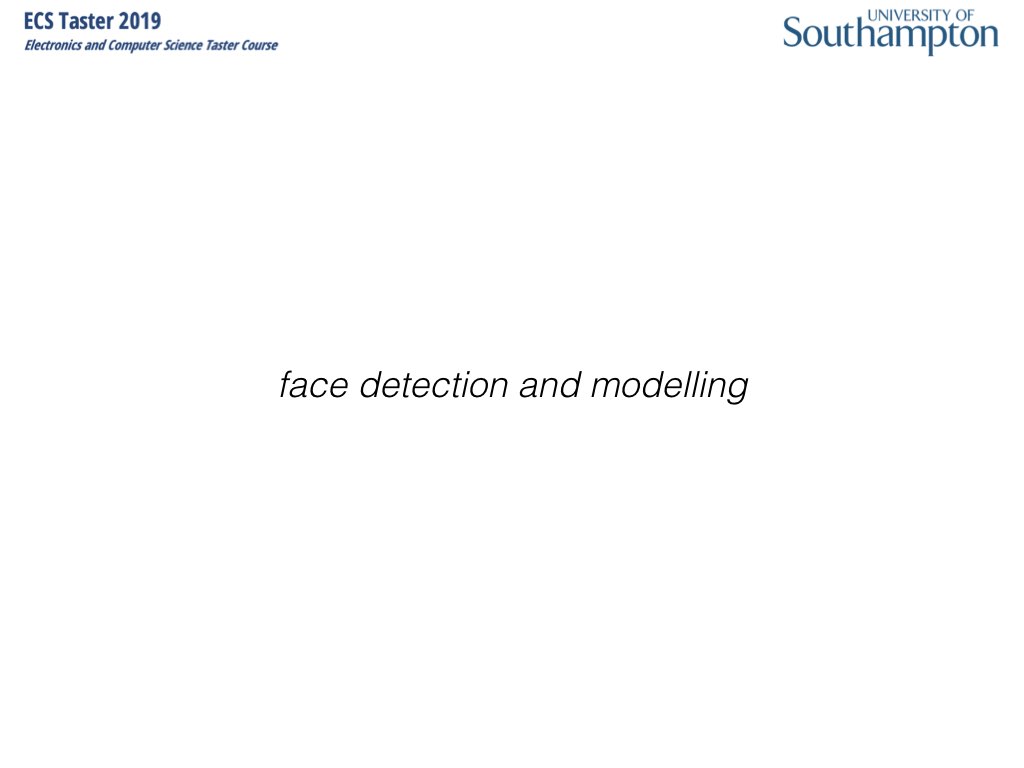 ECS Taster 2019
Electronics and Computer Science Taster Course
UNIVERSITY OF
Southampton
face detection and modelling